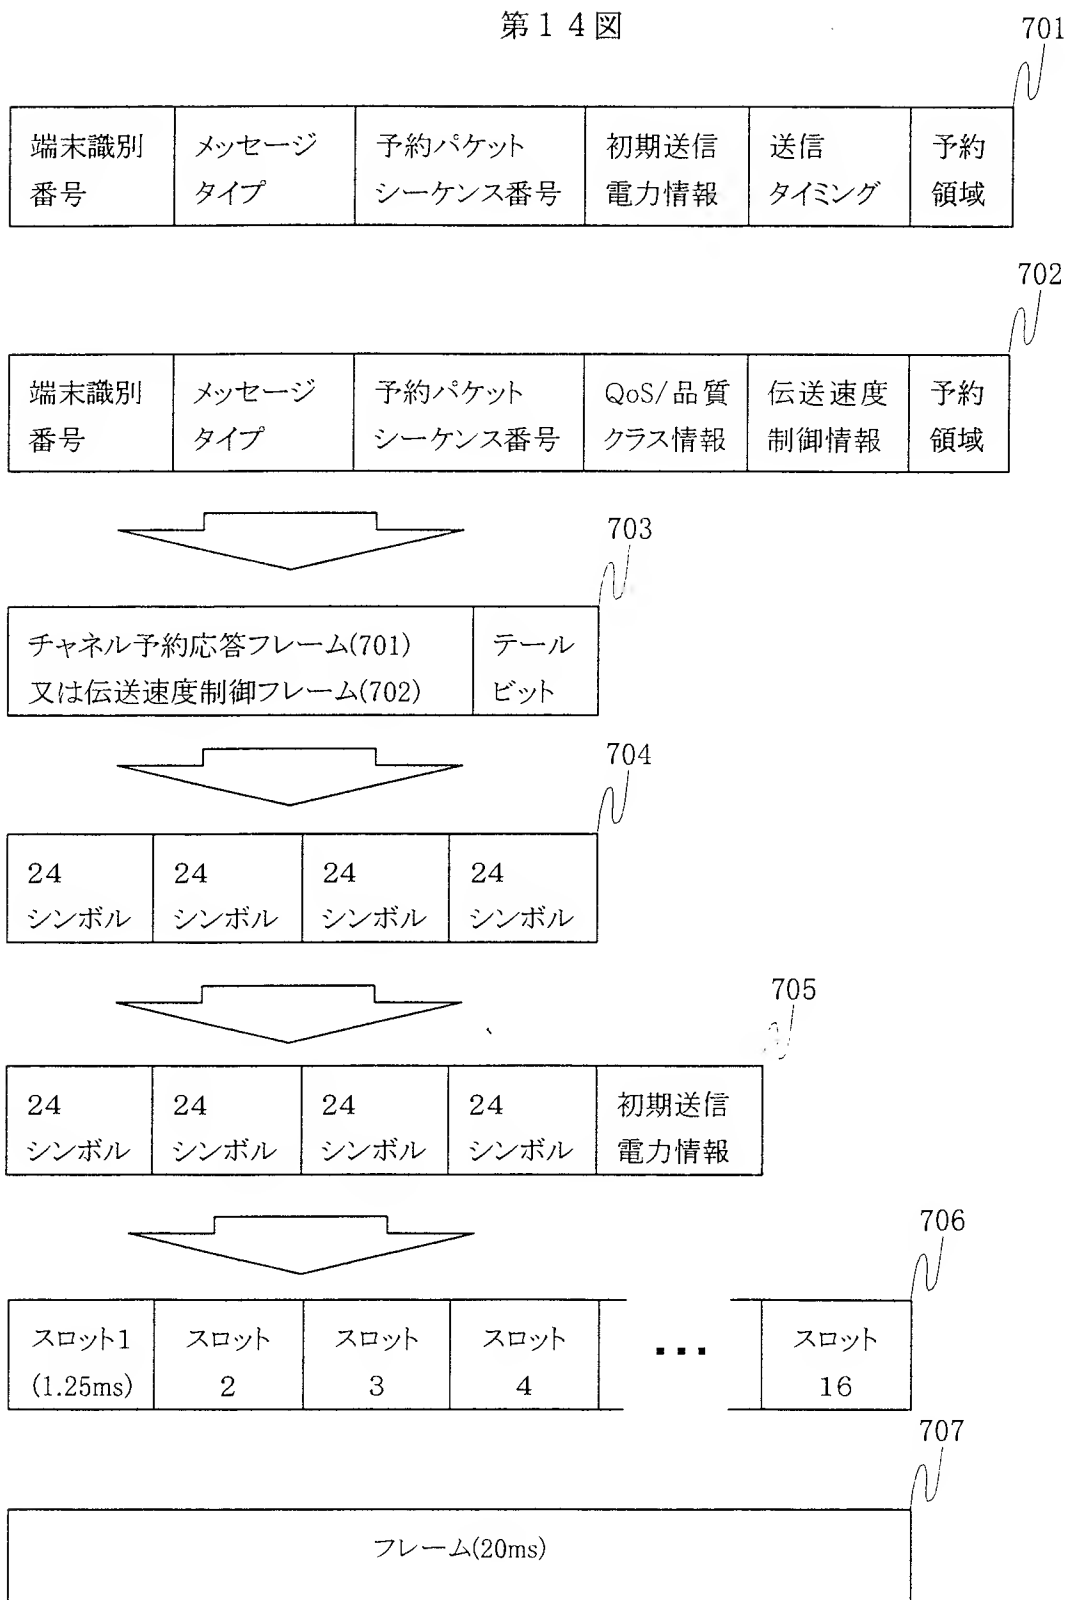 第１４図
701
端末識別 メッセージ 予約パケット 初期送信 送信 予約
番号 タイプ シーケンス番号 電力情報 タイミング 領域
702
端末識別 メッセージ 予約パケット QoS/品質 伝送速度 予約
番号 タイプ シーケンス番号 クラス情報 制御情報 領域
703
チャネル予約応答フレーム(701) テール
又は伝送速度制御フレーム(702) ビット
704
24 24 24 24
シンボル シンボル シンボル シンボル
705
24 24 24 24 初期送信
シンボル シンボル シンボル シンボル 電力情報
706
スロット1 スロット スロット スロット ... スロット
(1.25ms) 2 3 4 16
707
フレーム(20ms)